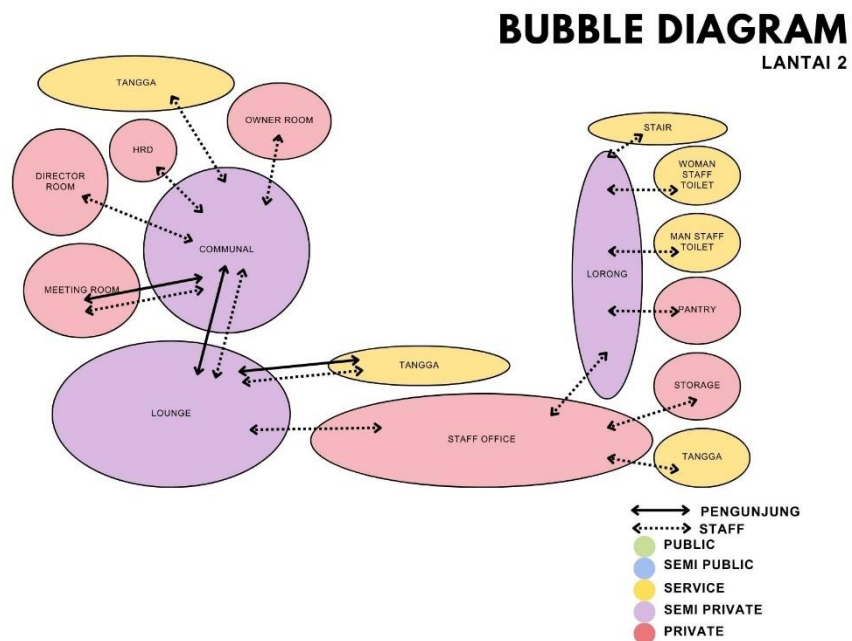 BUBBLE DIAGRAM
LANTAI 2
TANGGA
OWNER ROOM
HRD
DIRECTOR
ROOM
COMMUNAL
MEETING ROOM
LOUNGE
TANGGA
STAFF OFFICE
STAIR
WOMAN
STAFF
TOILET
MAN STAFF
TOILET
LORONG
PANTRY
STORAGE
TANGGA
PENGUNJUNG
STAFF
PUBLIC
SEMI PUBLIC
SERVICE
SEMI PRIVATE
PRIVATE